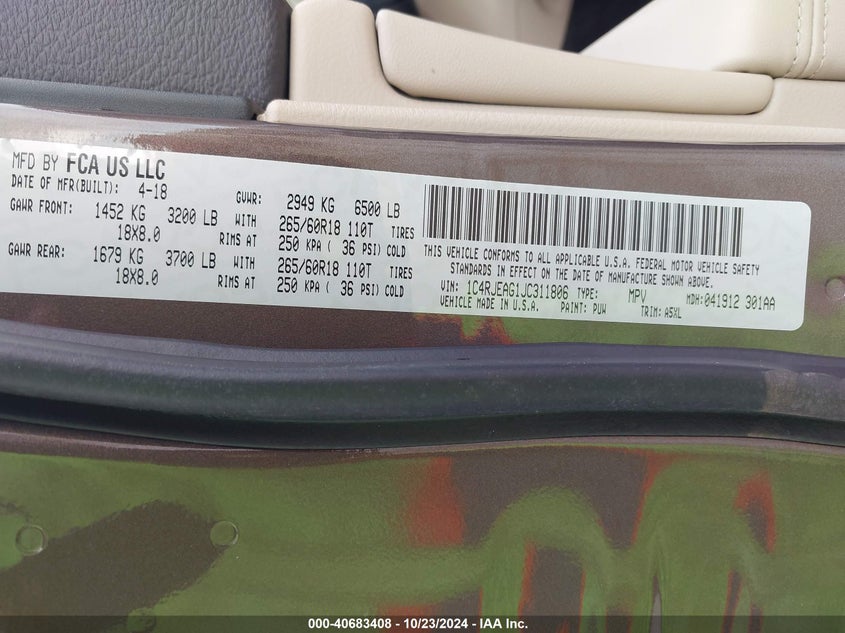 MFD BY FCA US LLC
DATE OF MFR(BUILT): 4-18 GVWR: 2949 KG 6500 LB
GAWR FRONT: 1452 KG 3200 LB WITH 265/60R18 110T TIRES
18X8.0 RIMS AT 250 KPA ( 36 PSI) COLD
GAWR REAR: 1679 KG 3700 LB WITH 265/60R18 110T TIRES
18X8.0 RIMS AT 250 KPA ( 36 PSI) COLD
THIS VEHICLE CONFORMS TO ALL APPLICABLE U.S.A. FEDERAL MOTOR VEHICLE SAFETY
STANDARDS IN EFFECT ON THE DATE OF MANUFACTURE SHOWN ABOVE.
VIN: 1C4RJEAG1JC311806 TYPE: MPV MDH: 041912 301AA
VEHICLE MADE IN U.S.A. PAINT: PUW TRIM: A5XL
000-40683408 - 10/23/2024 - IAA Inc.